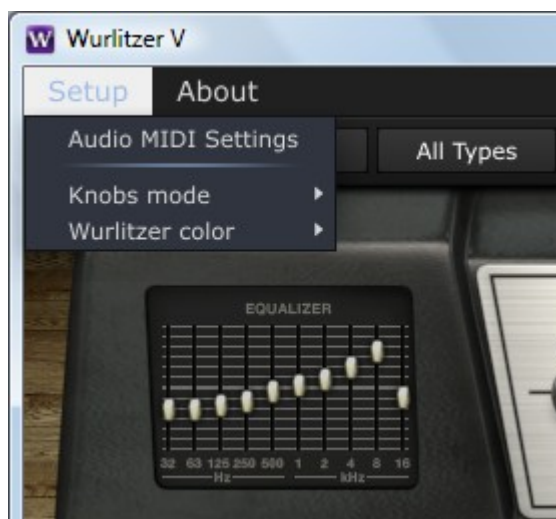 W Wurlitzer V
Setup About
Audio MIDI Settings
All Types
Knobs mode
Wurlitzer color
EQUALIZER
32 63 125 250 500 1 2 4 8 16
Hz kHz